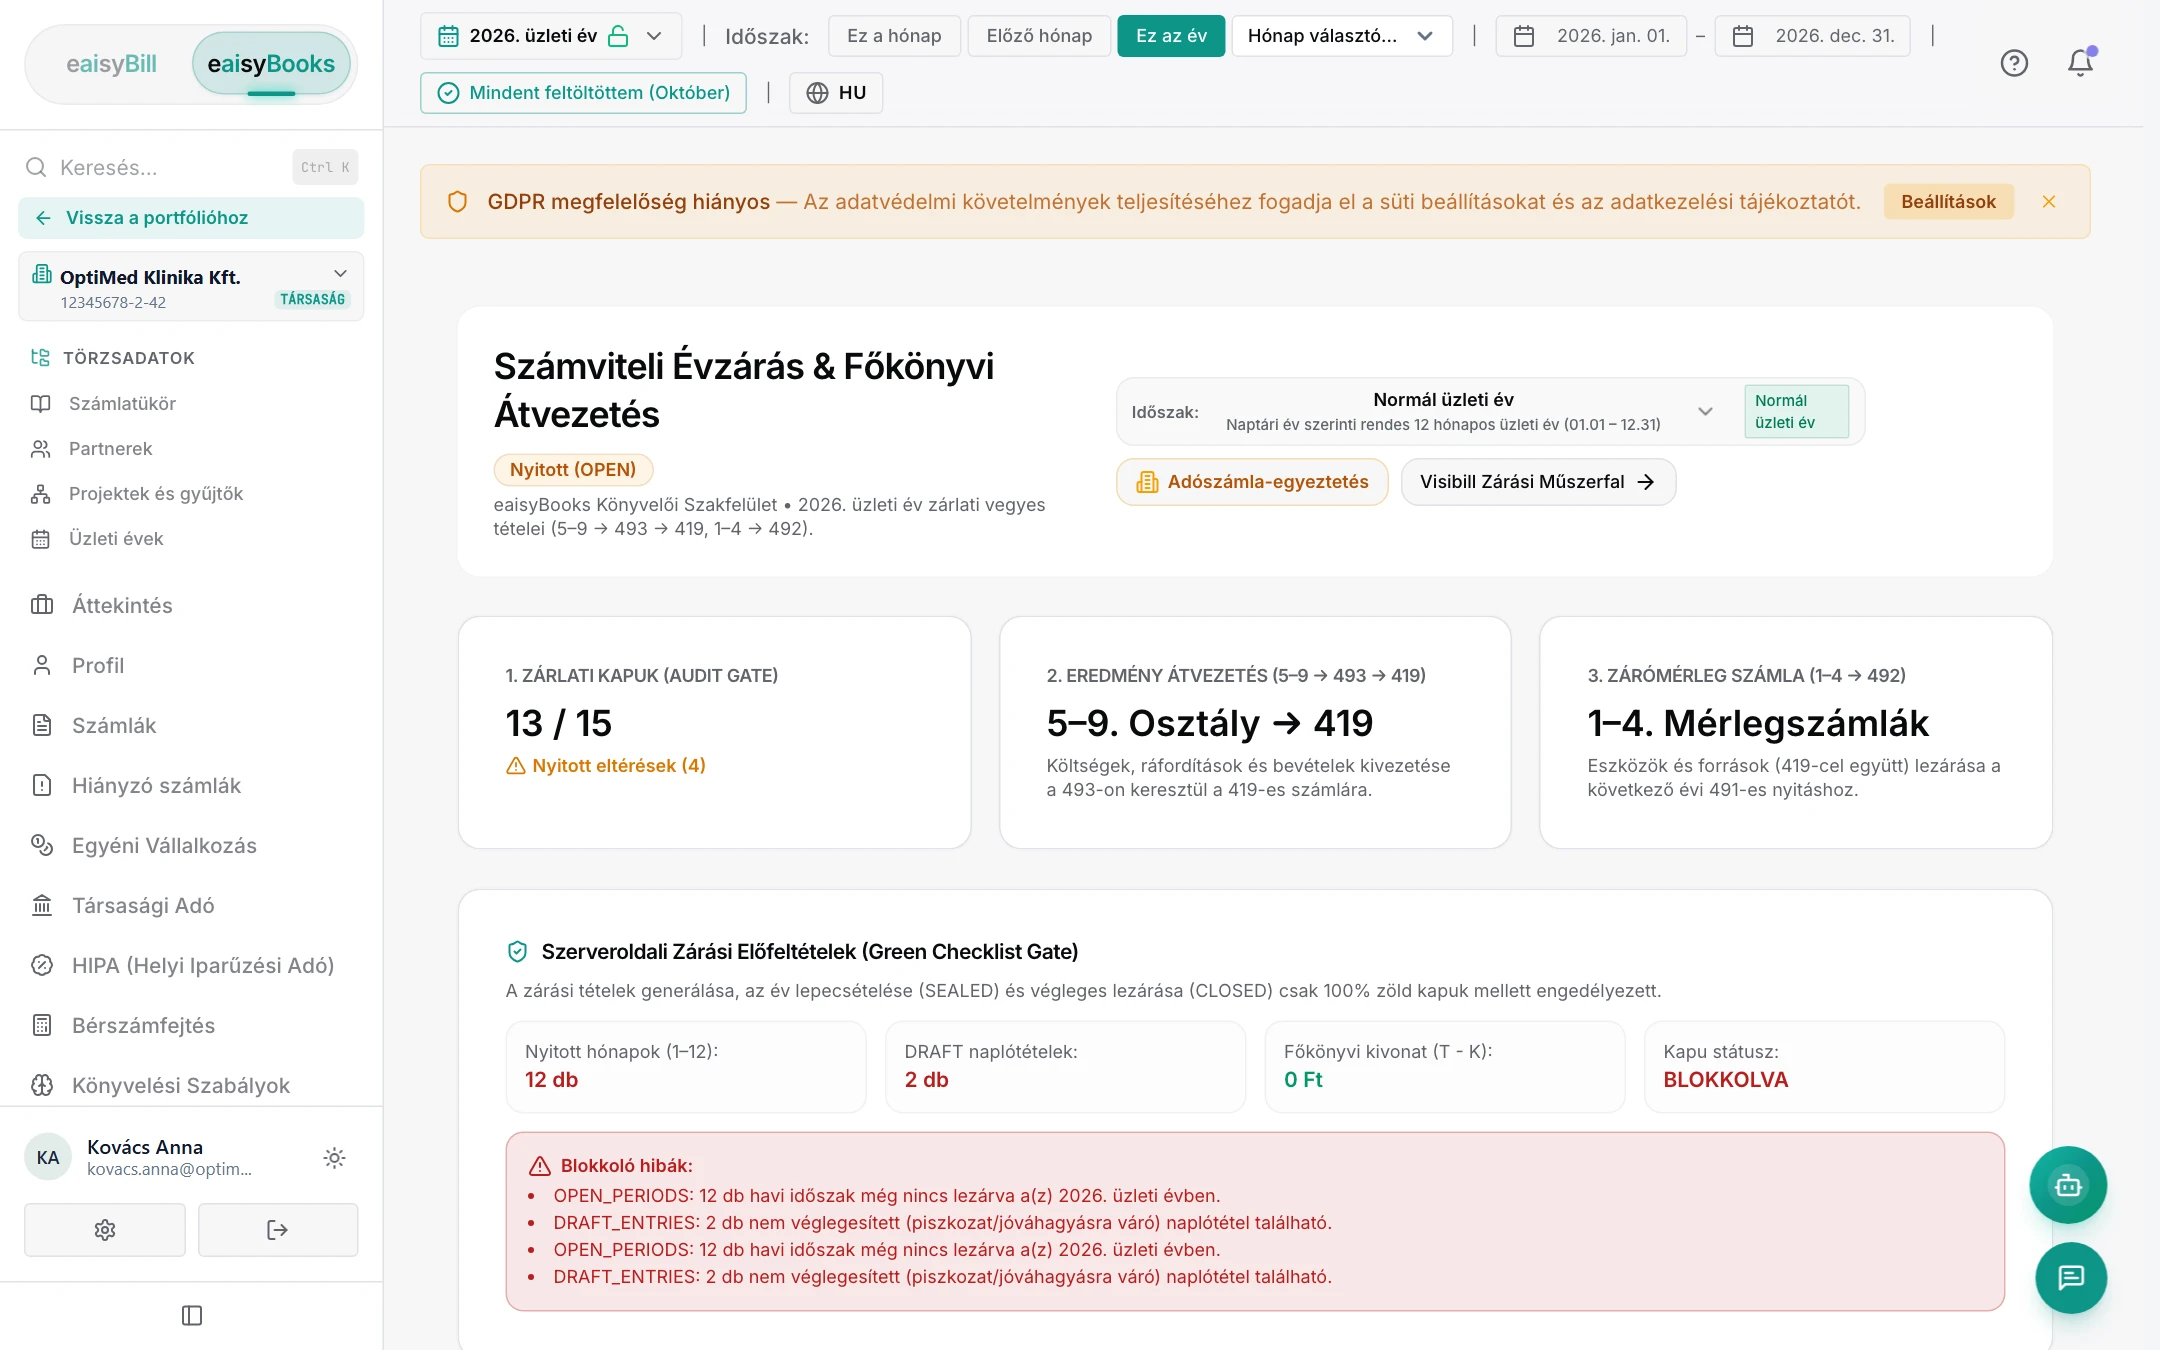 eaisyBill
eaisyBooks
Keresés...
Ctrl K
Vissza a portfólióhoz
OptiMed Klinika Kft.
12345678-2-42
TÁRSASÁG
TÖRZSADATOK
Számlatükör
Partnerek
Projektek és gyűjtők
Üzleti évek
Áttekintés
Profil
Számlák
Hiányzó számlák
Egyéni Vállalkozás
Társasági Adó
HIPA (Helyi Iparűzési Adó)
Bérszámfejtés
Könyvelési Szabályok
KA
Kovács Anna
kovacs.anna@optim...
2026. üzleti év
Időszak:
Ez a hónap
Előző hónap
Ez az év
Hónap választó...
2026. jan. 01.
–
2026. dec. 31.
Mindent feltöltöttem (Október)
HU
GDPR megfelelőség hiányos — Az adatvédelmi követelmények teljesítéséhez fogadja el a süti beállításokat és az adatkezelési tájékoztatót.
Beállítások
Számviteli Évzárás & Főkönyvi
Átvezetés
Nyitott (OPEN)
eaisyBooks Könyvelői Szakfelület • 2026. üzleti év zárlati vegyes
tételei (5–9 → 493 → 419, 1–4 → 492).
Időszak:
Normál üzleti év
Naptári év szerinti rendes 12 hónapos üzleti év (01.01 – 12.31)
Normál
üzleti év
Adószámla-egyeztetés
Visibill Zárási Műszerfal →
1. ZÁRLATI KAPUK (AUDIT GATE)
13 / 15
Nyitott eltérések (4)
2. EREDMÉNY ÁTVEZETÉS (5–9 → 493 → 419)
5–9. Osztály → 419
Költségek, ráfordítások és bevételek kivezetése
a 493-on keresztül a 419-es számlára.
3. ZÁRÓMÉRLEG SZÁMLA (1–4 → 492)
1–4. Mérlegszámlák
Eszközök és források (419-cel együtt) lezárása a
következő évi 491-es nyitáshoz.
Szerveroldali Zárási Előfeltételek (Green Checklist Gate)
A zárási tételek generálása, az év lepecsételése (SEALED) és végleges lezárása (CLOSED) csak 100% zöld kapuk mellett engedélyezett.
Nyitott hónapok (1–12):
12 db
DRAFT naplótételek:
2 db
Főkönyvi kivonat (T - K):
0 Ft
Kapu státusz:
BLOKKOLVA
Blokkoló hibák:
• OPEN_PERIODS: 12 db havi időszak még nincs lezárva a(z) 2026. üzleti évben.
• DRAFT_ENTRIES: 2 db nem véglegesített (piszkozat/jóváhagyásra váró) naplótétel található.
• OPEN_PERIODS: 12 db havi időszak még nincs lezárva a(z) 2026. üzleti évben.
• DRAFT_ENTRIES: 2 db nem véglegesített (piszkozat/jóváhagyásra váró) naplótétel található.